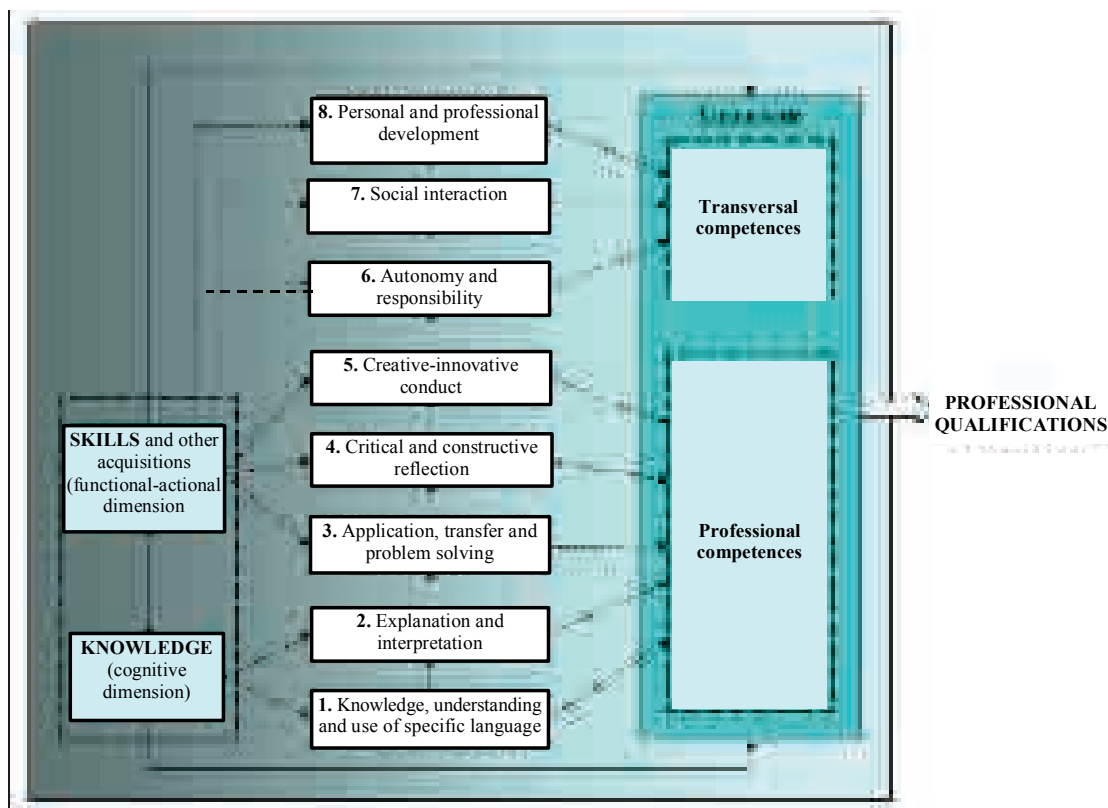 8. Personal and professional
development
7. Social interaction
Transversal
competences
6. Autonomy and
responsibility
5. Creative-innovative
conduct
PROFESSIONAL
QUALIFICATIONS
SKILLS and other
acquisitions
(functional-actional
dimension
4. Critical and constructive
reflection
3. Application, transfer and
problem solving
Professional
competences
2. Explanation and
interpretation
KNOWLEDGE
(cognitive
dimension)
1. Knowledge, understanding
and use of specific language